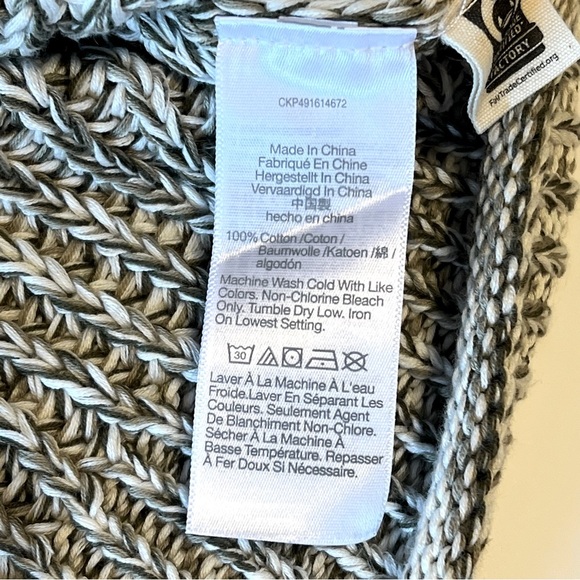 CKP491614672
Made In China
Fabriqué En Chine
Hergestellt In China
Vervaardigd In China
中国製
hecho en china
100% Cotton /Coton /
Baumwolle /Katoen /綿 /
algodón
Machine Wash Cold With Like
Colors. Non-Chlorine Bleach
Only. Tumble Dry Low. Iron
On Lowest Setting.
30
Laver À La Machine À L'eau
Froide.Laver En Séparant Les
Couleurs. Seulement Agent
De Blanchiment Non-Chlore.
Sécher À La Machine À
Basse Température. Repasser
À Fer Doux Si Nécessaire.
FACTORY
FairTradeCertified.org